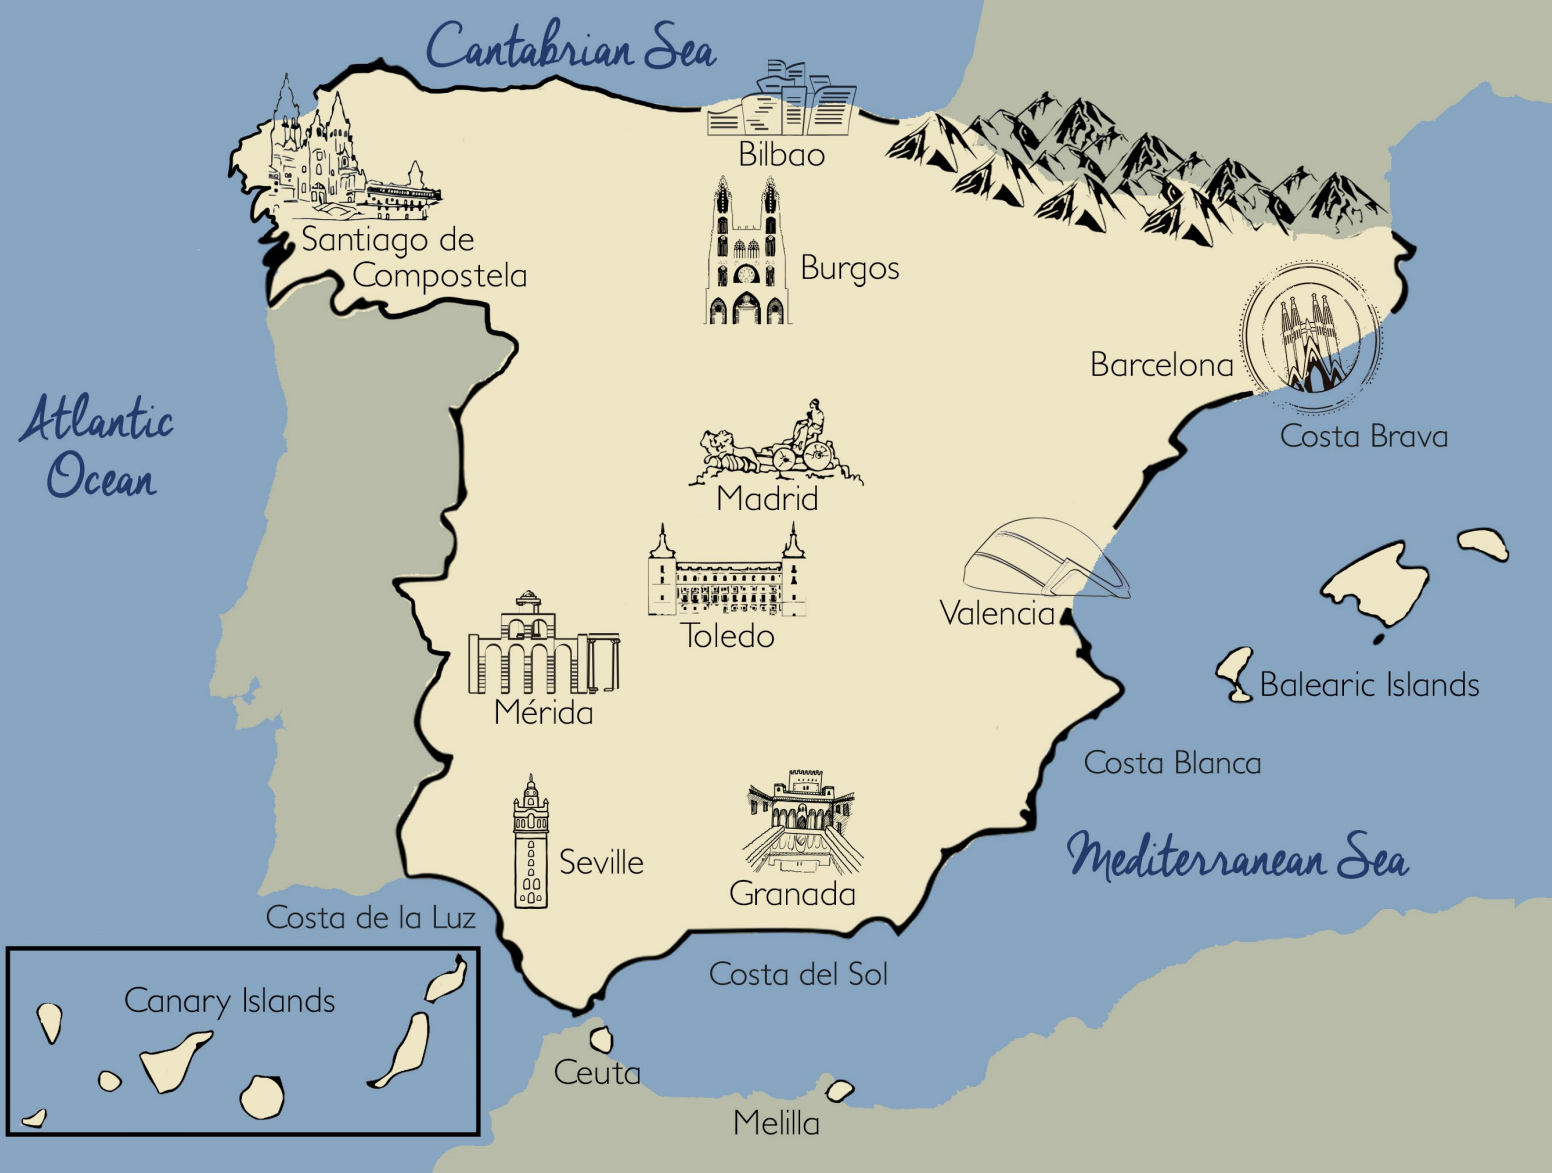 Cantabrian Sea
Bilbao
Santiago de
Compostela
Burgos
Barcelona
Atlantic
Ocean
Costa Brava
Madrid
Valencia
Toledo
Balearic Islands
Mérida
Costa Blanca
Mediterranean Sea
Seville
Granada
Costa de la Luz
Costa del Sol
Canary Islands
Ceuta
Melilla